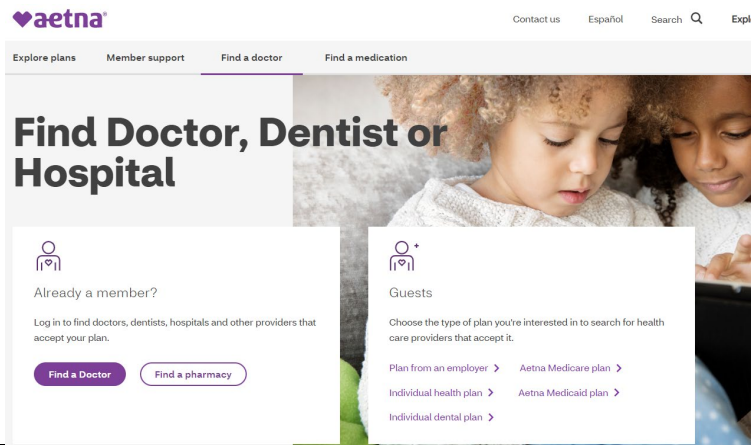 aetna®
Contact us Español Search
Explore plans Member support Find a doctor Find a medication
Find Doctor, Dentist or
Hospital
Already a member?
Log in to find doctors, dentists, hospitals and other providers that
accept your plan.
Find a Doctor Find a pharmacy
Guests
Choose the type of plan you're interested in to search for health
care providers that accept it.
Plan from an employer Aetna Medicare plan
Individual health plan Aetna Medicaid plan
Individual dental plan